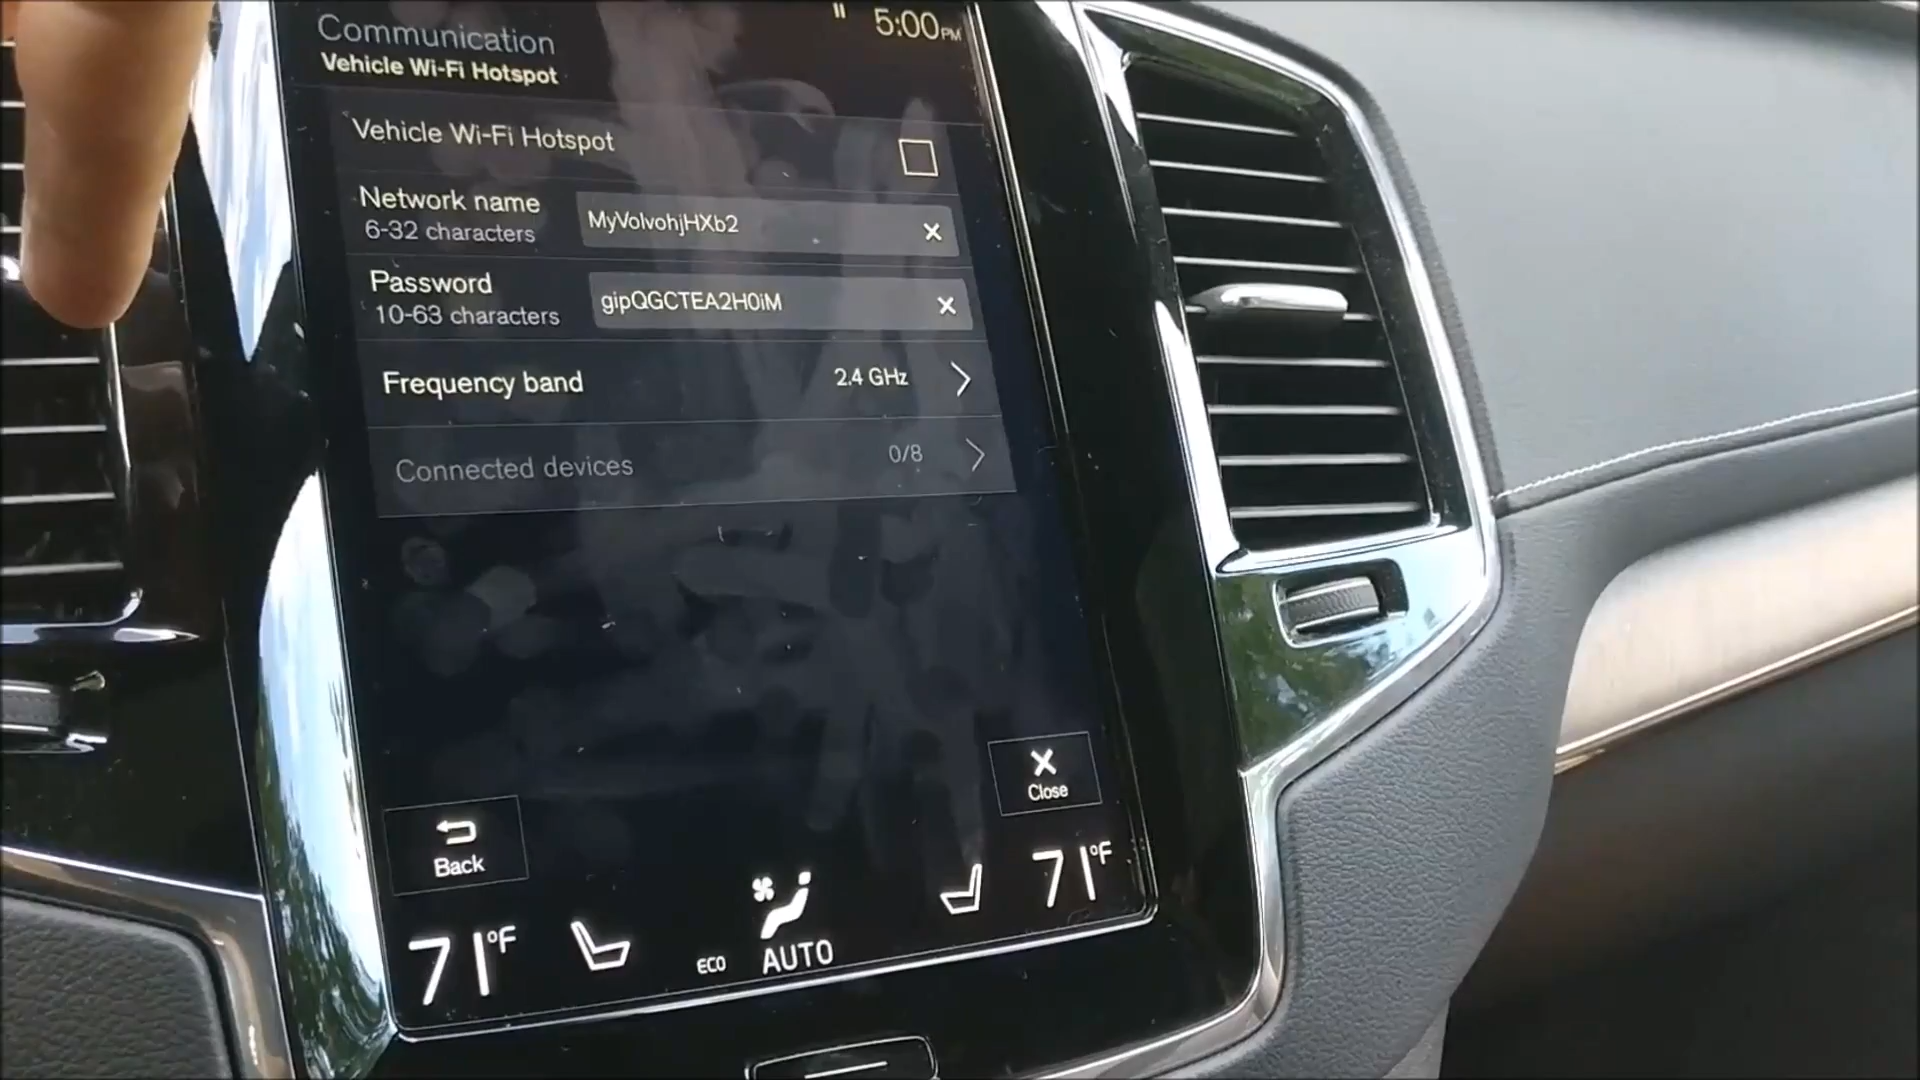 Communication
5:00PM
Vehicle Wi-Fi Hotspot
Vehicle Wi-Fi Hotspot
Network name
6-32 characters
MyVolvohjHXb2
Password
10-63 characters
gipQGCTEA2H0iM
Frequency band
2.4 GHz
Connected devices
0/8
Close
Back
71°F
ECO
AUTO
71°F